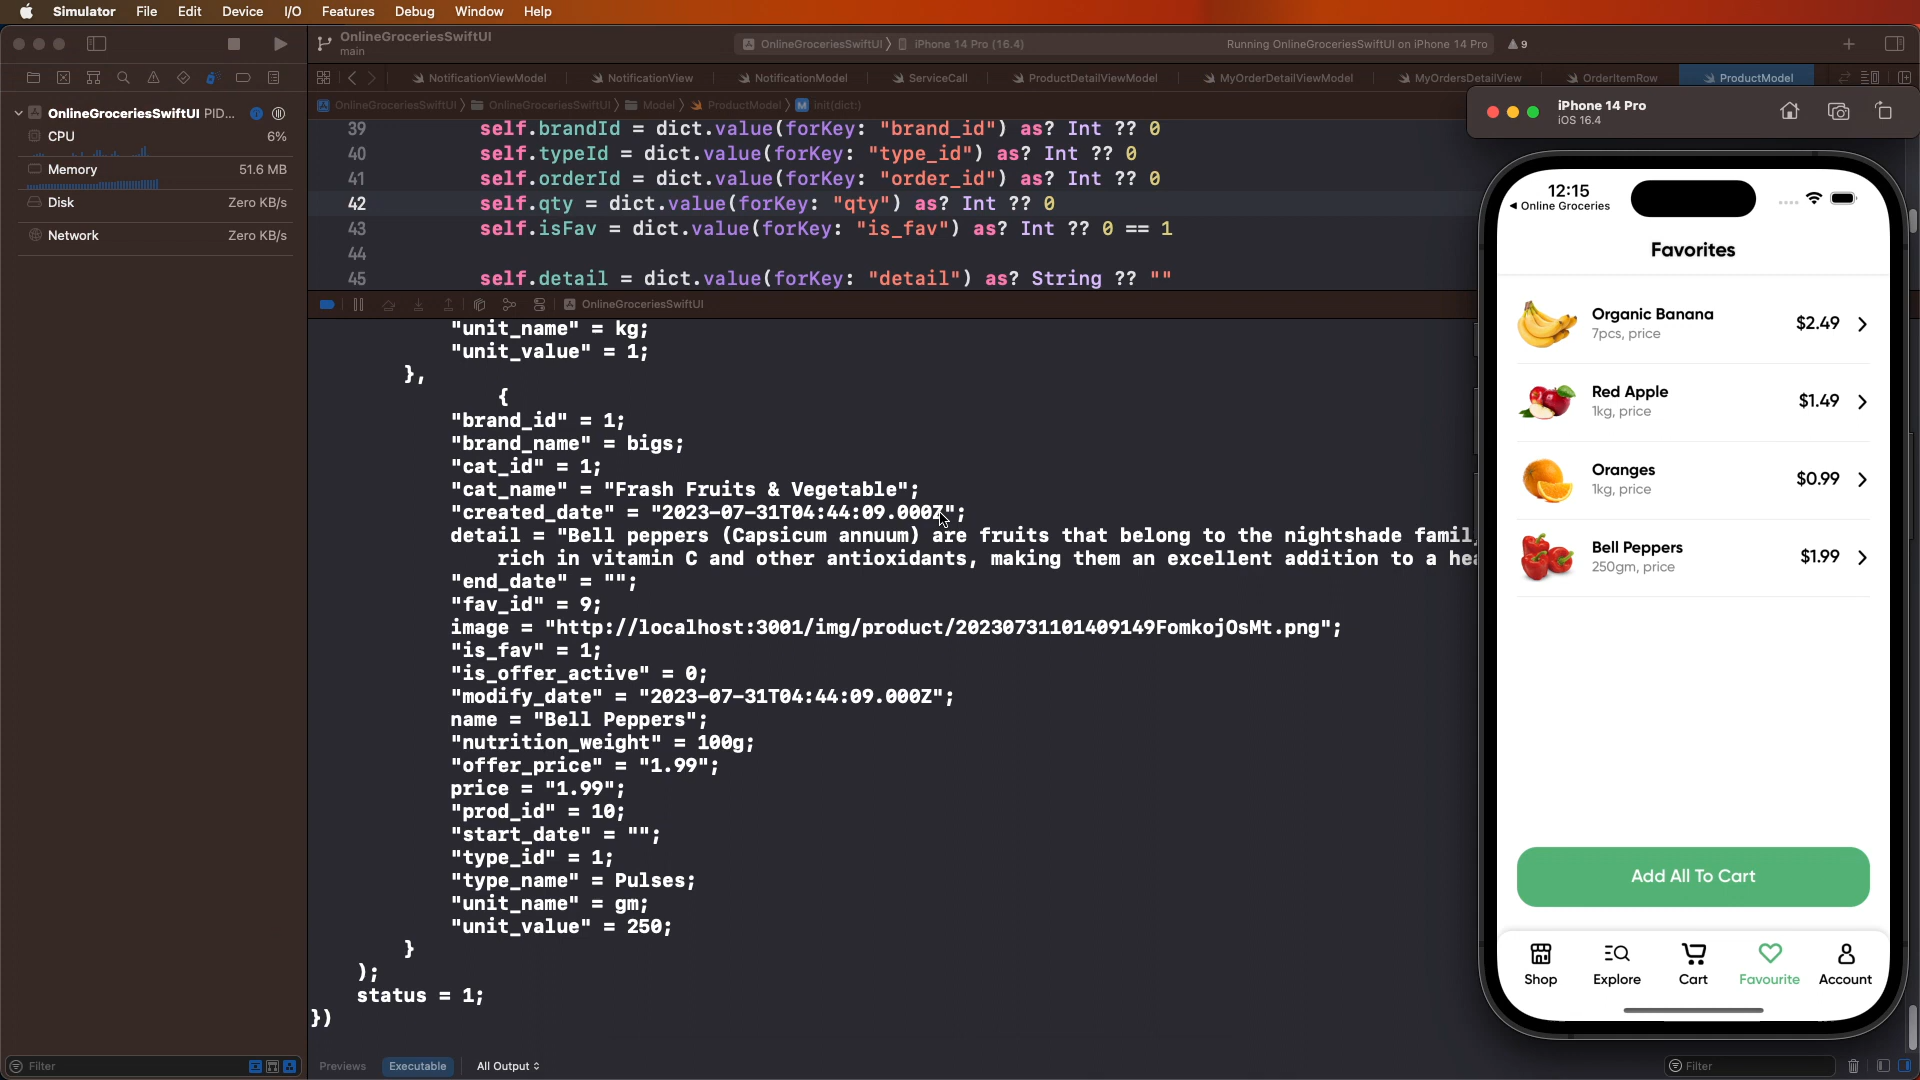 Simulator File Edit Device I/O Features Debug Window Help
OnlineGroceriesSwiftUI
main
OnlineGroceriesSwiftUI iPhone 14 Pro (16.4)
Running OnlineGroceriesSwiftUI on iPhone 14 Pro
9
NotificationViewModel NotificationView NotificationModel ServiceCall ProductDetailViewModel MyOrderDetailViewModel MyOrdersDetailView OrderItemRow ProductModel
OnlineGroceriesSwiftUI OnlineGroceriesSwiftUI Model ProductModel M init(dict:)
OnlineGroceriesSwiftUI PID...
CPU 6%
Memory 51.6 MB
Disk Zero KB/s
Network Zero KB/s
39 self.brandId = dict.value(forKey: "brand_id") as? Int ?? 0
40 self.typeId = dict.value(forKey: "type_id") as? Int ?? 0
41 self.orderId = dict.value(forKey: "order_id") as? Int ?? 0
42 self.qty = dict.value(forKey: "qty") as? Int ?? 0
43 self.isFav = dict.value(forKey: "is_fav") as? Int ?? 0 == 1
44
45 self.detail = dict.value(forKey: "detail") as? String ?? ""
OnlineGroceriesSwiftUI
"unit_name" = kg;
"unit_value" = 1;
},
{
"brand_id" = 1;
"brand_name" = bigs;
"cat_id" = 1;
"cat_name" = "Frash Fruits & Vegetable";
"created_date" = "2023-07-31T04:44:09.000Z";
detail = "Bell peppers (Capsicum annuum) are fruits that belong to the nightshade famil
rich in vitamin C and other antioxidants, making them an excellent addition to a hea
"end_date" = "";
"fav_id" = 9;
image = "http://localhost:3001/img/product/20230731101409149FomkojOsMt.png";
"is_fav" = 1;
"is_offer_active" = 0;
"modify_date" = "2023-07-31T04:44:09.000Z";
name = "Bell Peppers";
"nutrition_weight" = 100g;
"offer_price" = "1.99";
price = "1.99";
"prod_id" = 10;
"start_date" = "";
"type_id" = 1;
"type_name" = Pulses;
"unit_name" = gm;
"unit_value" = 250;
}
);
status = 1;
})
Filter
Previews Executable All Output
Filter
iPhone 14 Pro
iOS 16.4
12:15
Online Groceries
Favorites
Organic Banana
7pcs, price
$2.49
Red Apple
1kg, price
$1.49
Oranges
1kg, price
$0.99
Bell Peppers
250gm, price
$1.99
Add All To Cart
Shop Explore Cart Favourite Account